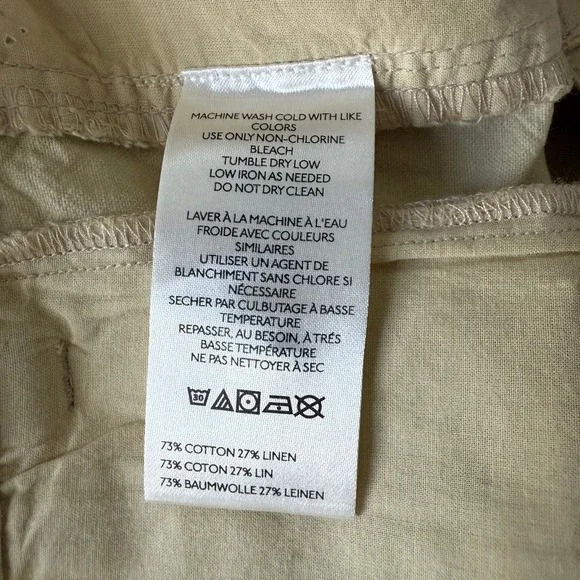 MACHINE WASH COLD WITH LIKE
COLORS
USE ONLY NON-CHLORINE
BLEACH
TUMBLE DRY LOW
LOW IRON AS NEEDED
DO NOT DRY CLEAN
LAVER À LA MACHINE À L'EAU
FROIDE AVEC COULEURS
SIMILAIRES
UTILISER UN AGENT DE
BLANCHIMENT SANS CHLORE SI
NÉCESSAIRE
SECHER PAR CULBUTAGE À BASSE
TEMPERATURE
REPASSER, AU BESOIN, À TRÉS
BASSE TEMPÉRATURE
NE PAS NETTOYER À SEC
30
73% COTTON 27% LINEN
73% COTON 27% LIN
73% BAUMWOLLE 27% LEINEN